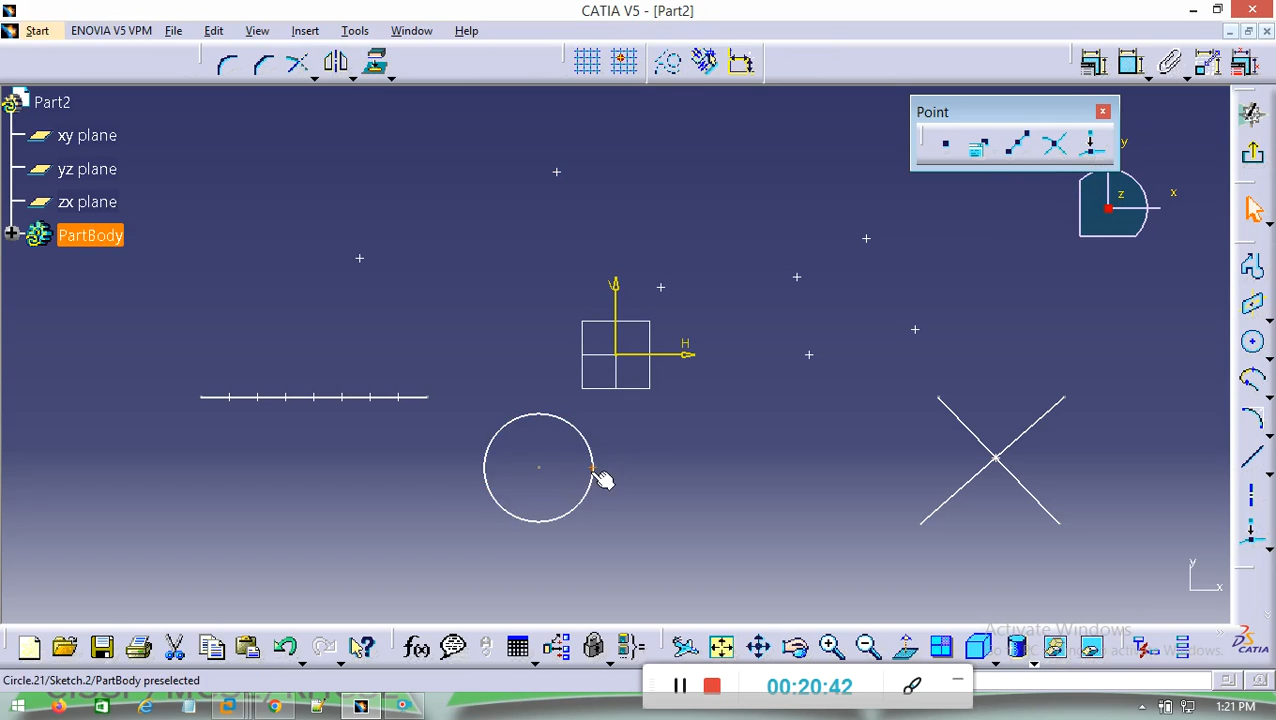 CATIA V5 - [Part2]
Start ENOVIA V5 VPM File Edit View Insert Tools Window Help
Part2
xy plane
yz plane
zx plane
PartBody
Point
y
z
x
V
H
y
x
Activate Windows
Circle.21/Sketch.2/PartBody preselected
00:20:42
CATIA
1:21 PM